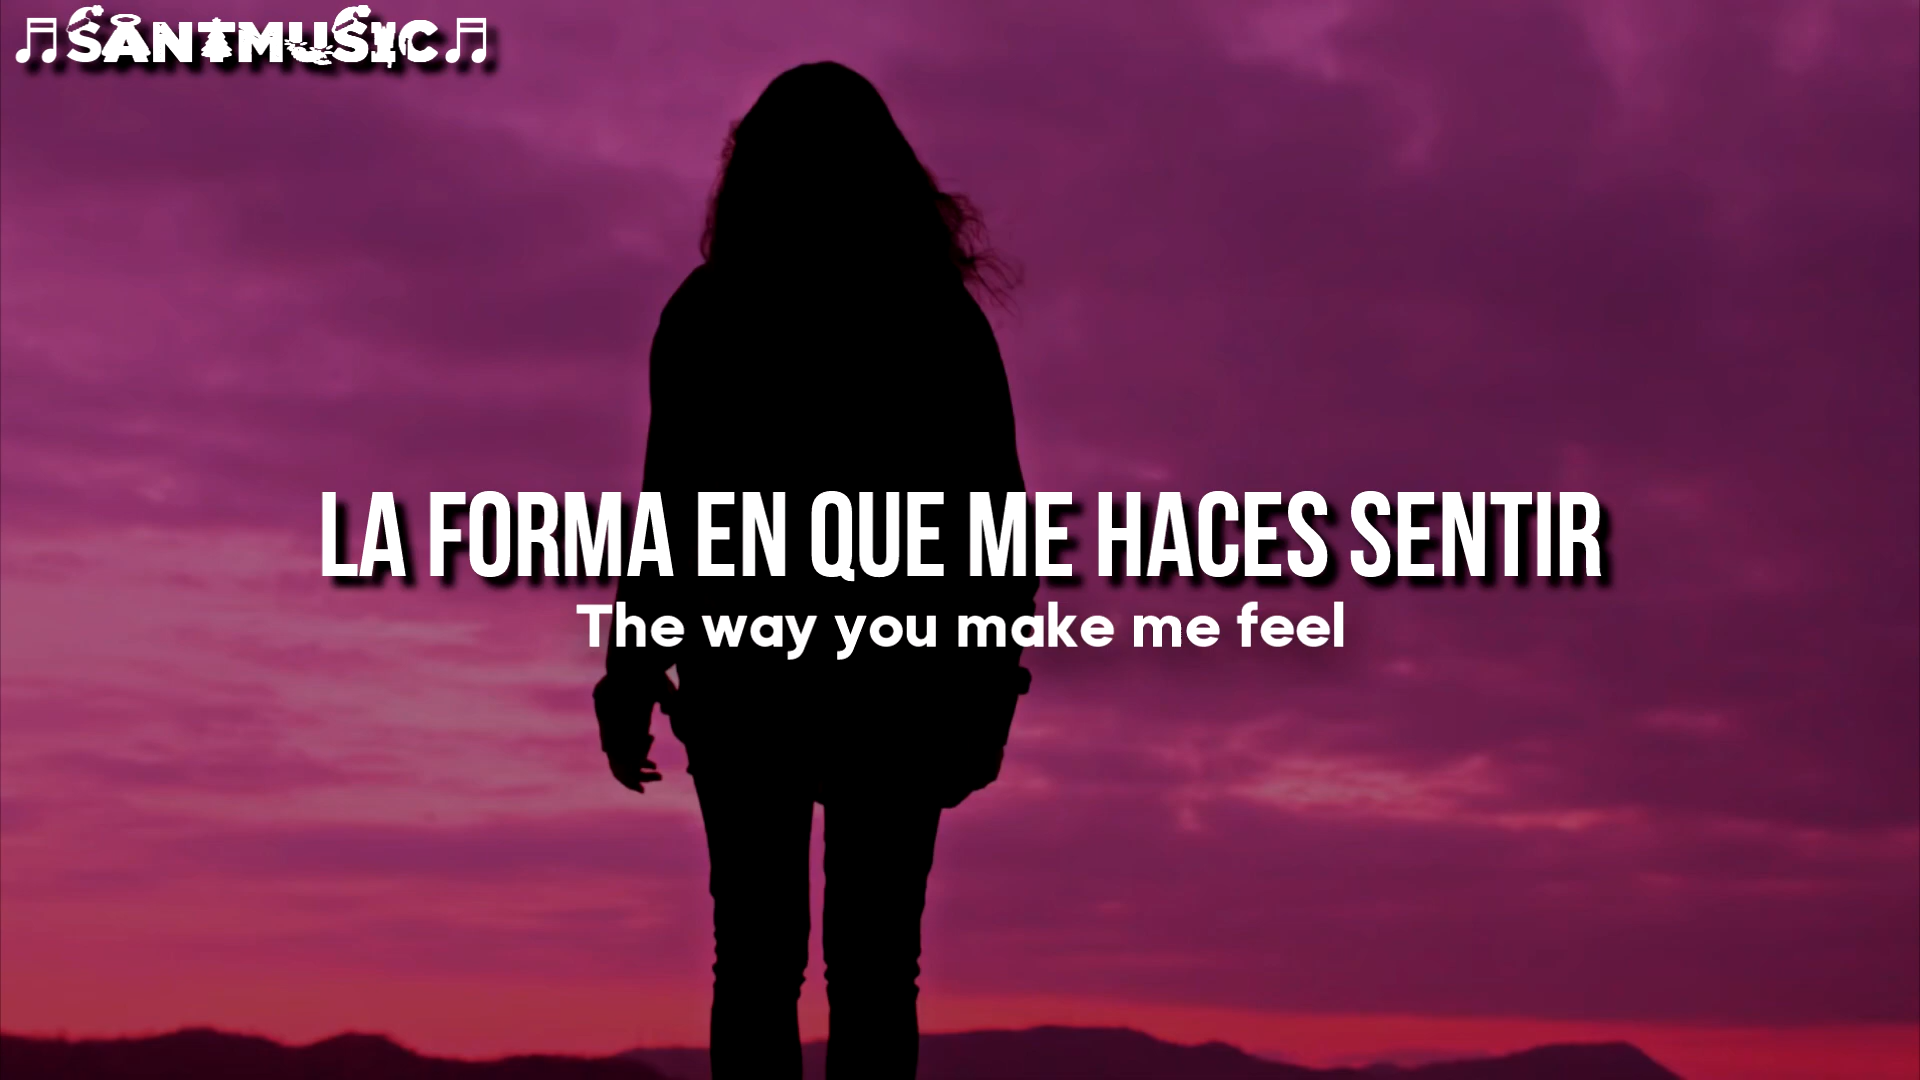 ♫SANTMUSIC♫
LA FORMA EN QUE ME HACES SENTIR
The way you make me feel